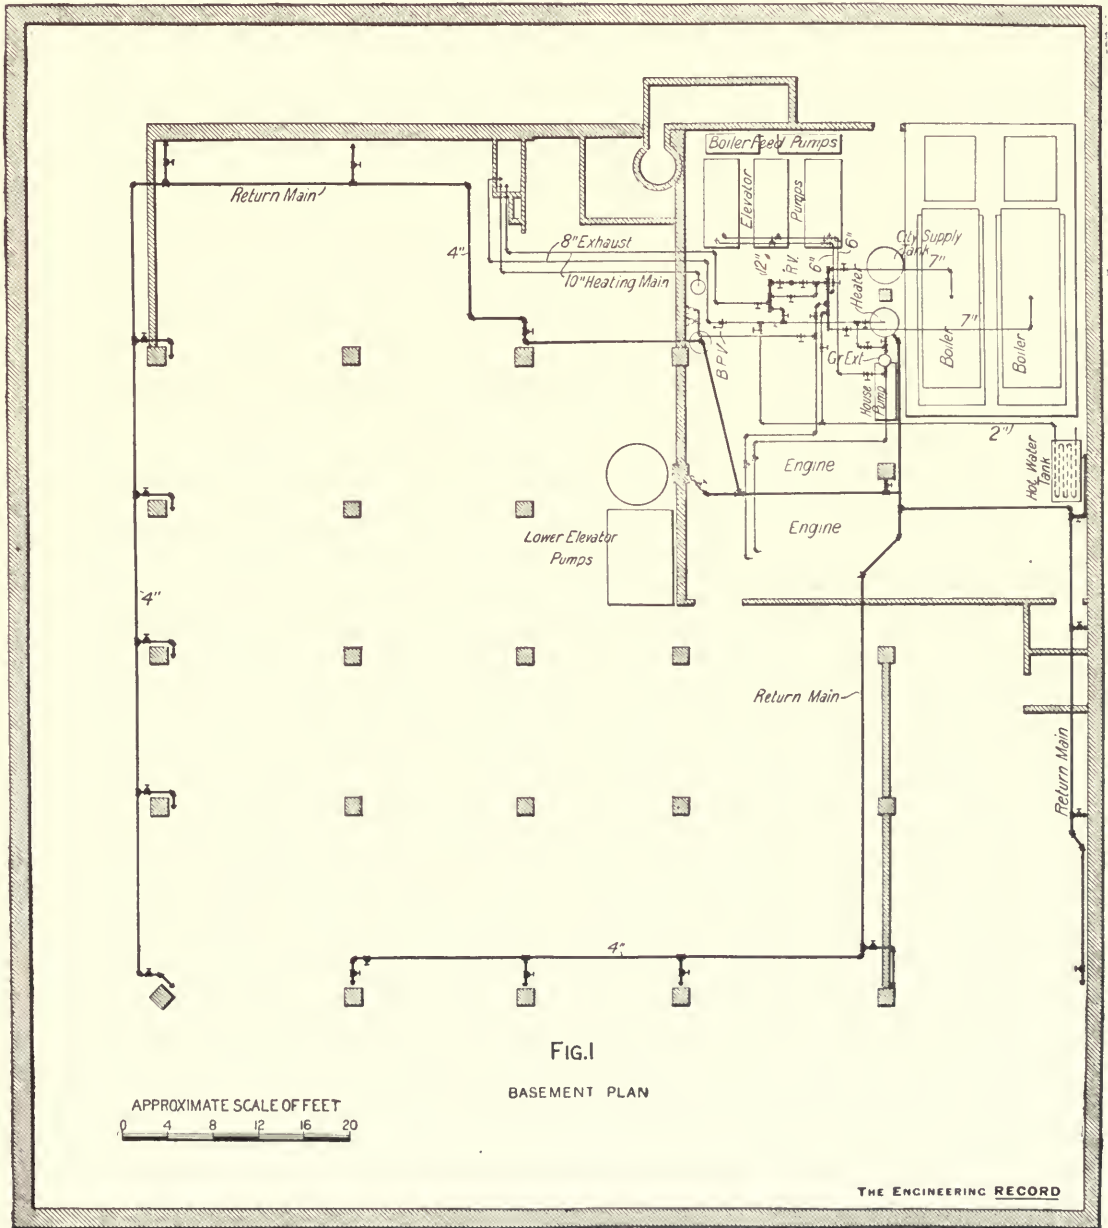 Boiler Feed Pumps
Elevator
Pumps
Return Main
4"
8" Exhaust
10" Heating Main
12"
R.V.
6"
6"
City Supply
Tank
7"
Heater
7"
Boiler
Boiler
B P V
Gr Ext
House
Pump
2"
Hot Water
Tank
Engine
Engine
Lower Elevator
Pumps
4"
Return Main
Return Main
4"
FIG.1
BASEMENT PLAN
APPROXIMATE SCALE OF FEET
0 4 8 12 16 20
THE ENGINEERING RECORD